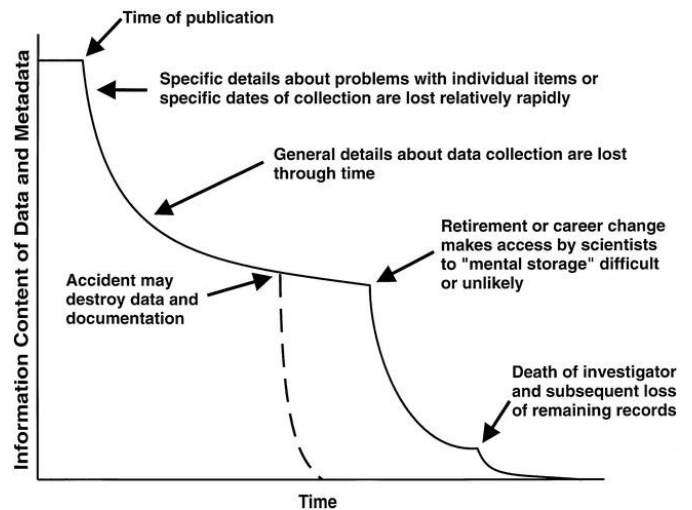 Time of publication
Specific details about problems with individual items or
specific dates of collection are lost relatively rapidly
General details about data collection are lost
through time
Retirement or career change
makes access by scientists
to "mental storage" difficult
or unlikely
Accident may
destroy data and
documentation
Death of investigator
and subsequent loss
of remaining records
Information Content of Data and Metadata
Time